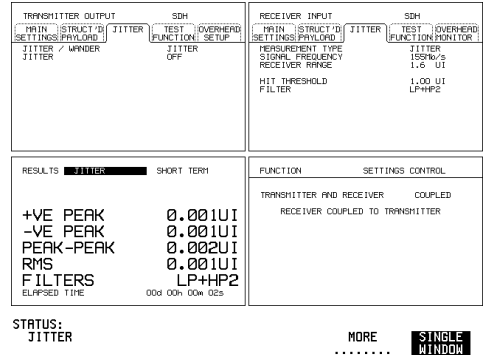 TRANSMITTER OUTPUT SDH
MAIN SETTINGS STRUCT'D PAYLOAD JITTER TEST FUNCTION OVERHEAD SETUP
JITTER / WANDER JITTER
JITTER OFF
RECEIVER INPUT SDH
MAIN SETTINGS STRUCT'D PAYLOAD JITTER TEST FUNCTION OVERHEAD MONITOR
MEASUREMENT TYPE JITTER
SIGNAL FREQUENCY 155Mb/s
RECEIVER RANGE 1.6 UI
HIT THRESHOLD 1.00 UI
FILTER LP+HP2
RESULTS JITTER SHORT TERM
+VE PEAK 0.001UI
-VE PEAK 0.001UI
PEAK-PEAK 0.002UI
RMS 0.001UI
FILTERS LP+HP2
ELAPSED TIME 00d 00h 00m 02s
FUNCTION SETTINGS CONTROL
TRANSMITTER AND RECEIVER COUPLED
RECEIVER COUPLED TO TRANSMITTER
STATUS:
JITTER
MORE
........
SINGLE
WINDOW